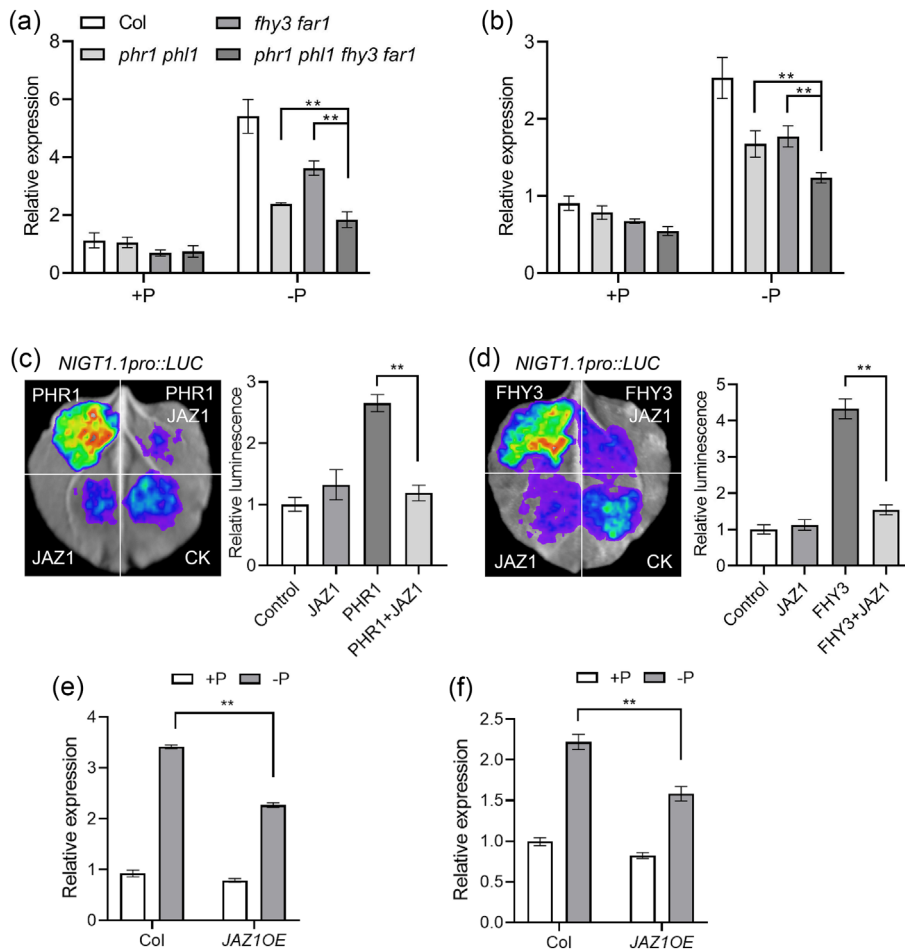 (a)
Col
fhy3 far1
phr1 phl1
phr1 phl1 fhy3 far1
Relative expression
8
6
4
2
0
**
**
+P
-P
(b)
Relative expression
3
2
1
0
**
**
+P
-P
(c)
NIGT1.1pro::LUC
PHR1
PHR1
JAZ1
JAZ1
CK
Relative luminescence
3
2
1
0
**
Control
JAZ1
PHR1
PHR1+JAZ1
(d)
NIGT1.1pro::LUC
FHY3
FHY3
JAZ1
JAZ1
CK
Relative luminescence
5
4
3
2
1
0
**
Control
JAZ1
FHY3
FHY3+JAZ1
(e)
+P
-P
Relative expression
4
3
2
1
0
**
Col
JAZ1OE
(f)
+P
-P
Relative expression
2.5
2.0
1.5
1.0
0.5
0.0
**
Col
JAZ1OE